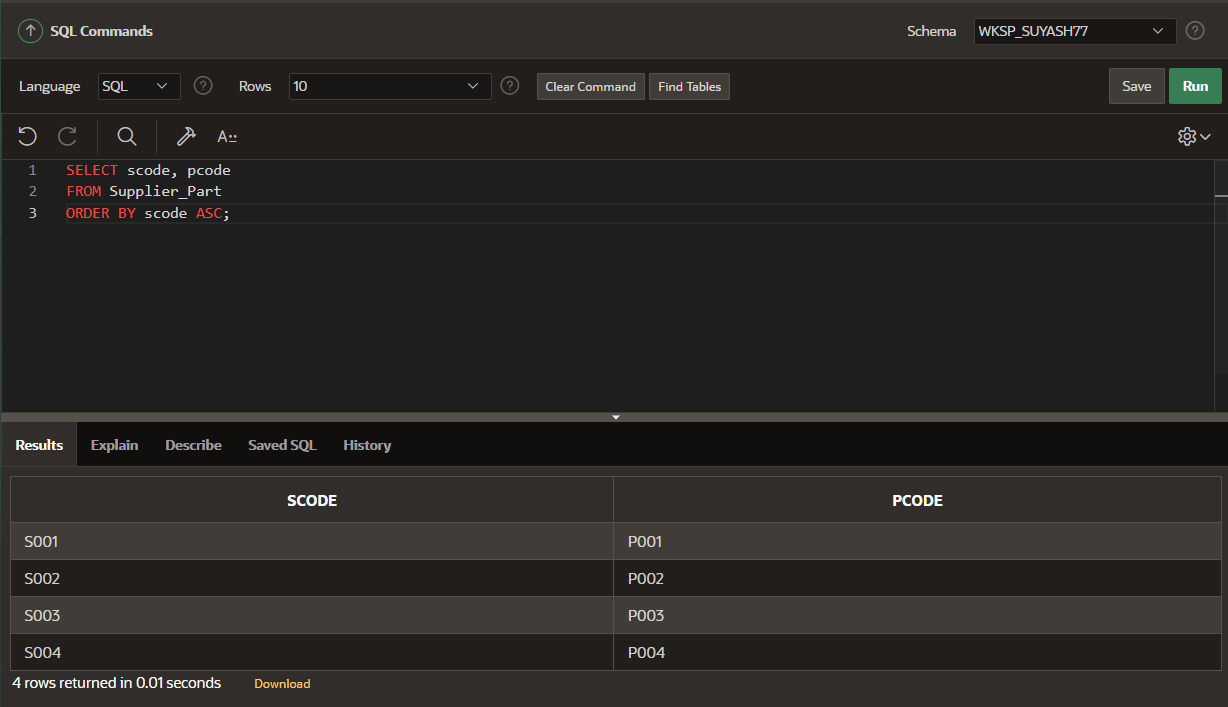 SQL Commands Schema WKSP_SUYASH77 ?
Language SQL ? Rows 10 ? Clear Command Find Tables Save Run
A::
1 SELECT scode, pcode
2 FROM Supplier_Part
3 ORDER BY scode ASC;
Results Explain Describe Saved SQL History
SCODE PCODE
S001 P001
S002 P002
S003 P003
S004 P004
4 rows returned in 0.01 seconds Download